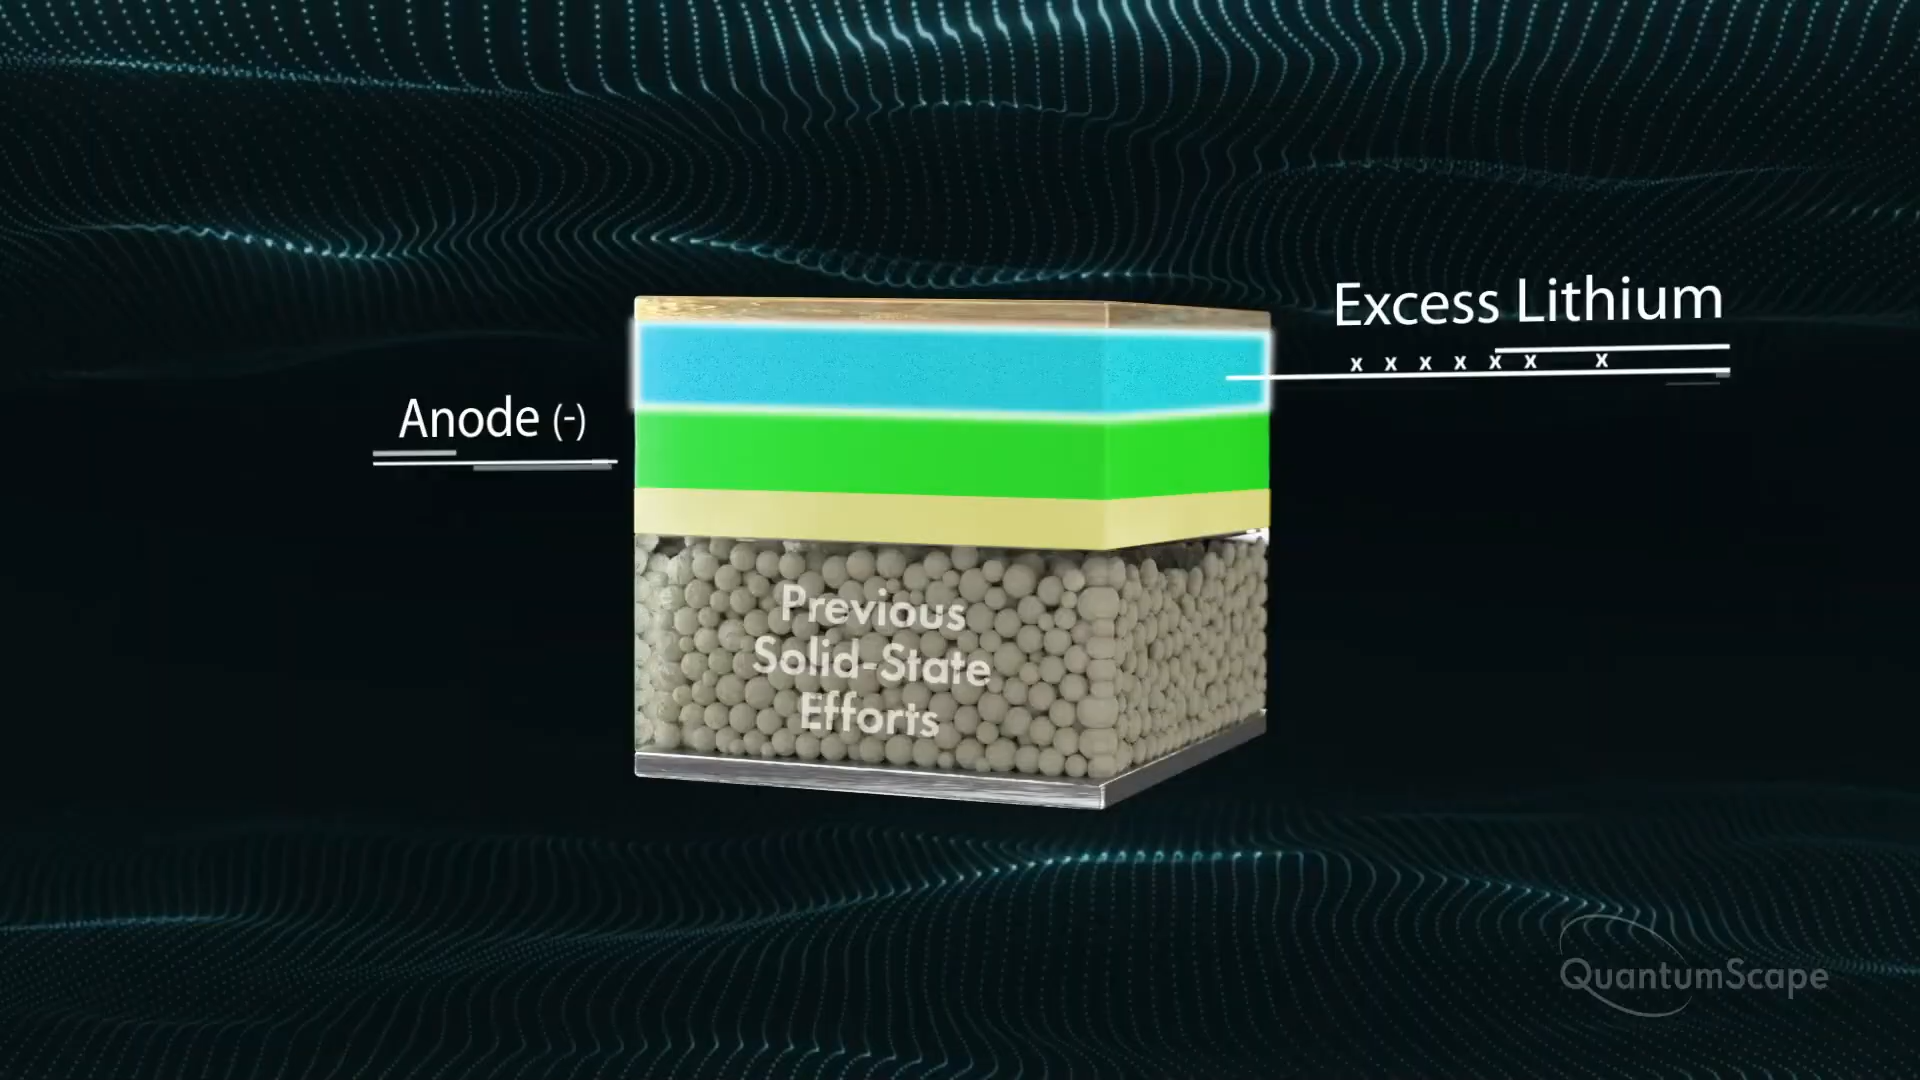 Excess Lithium
x x x x x x x
Anode (-)
Previous
Solid-State
Efforts
QuantumScape